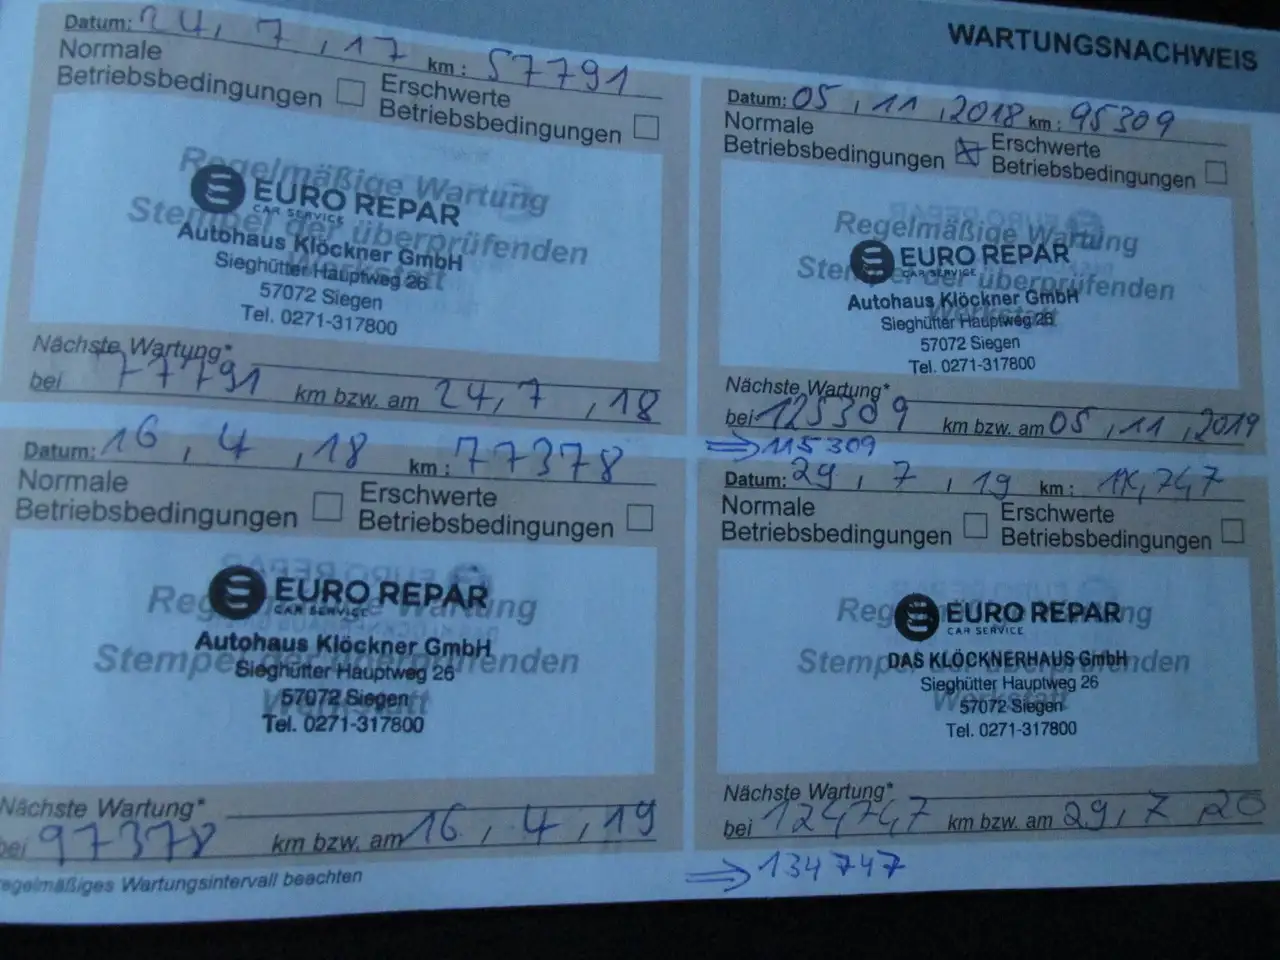 WARTUNGSNACHWEIS
Datum: 24, 7, 17 km: 57791
Normale
Betriebsbedingungen
Erschwerte
Betriebsbedingungen
Regelmäßige Wartung
Stempel der überprüfenden
Werkstatt
EURO REPAR
CAR SERVICE
Autohaus Klöckner GmbH
Sieghütter Hauptweg 26
57072 Siegen
Tel. 0271-317800
Nächste Wartung*
bei 77791 km bzw. am 24,7,18
Datum: 16, 4, 18 km: 77378
Normale
Betriebsbedingungen
Erschwerte
Betriebsbedingungen
Regelmäßige Wartung
Stempel der überprüfenden
Werkstatt
EURO REPAR
CAR SERVICE
Autohaus Klöckner GmbH
Sieghütter Hauptweg 26
57072 Siegen
Tel. 0271-317800
Nächste Wartung*
bei 97378 km bzw. am 16, 4, 19
regelmäßiges Wartungsintervall beachten
Datum: 05, 11, 2018 km: 95309
Normale
Betriebsbedingungen
Erschwerte
Betriebsbedingungen
Regelmäßige Wartung
Stempel der überprüfenden
Werkstatt
EURO REPAR
CAR SERVICE
Autohaus Klöckner GmbH
Sieghütter Hauptweg 26
57072 Siegen
Tel. 0271-317800
Nächste Wartung*
bei 125309 km bzw. am 05, 11, 2019
⇒ 115309
Datum: 29, 7, 19 km:
Normale
Betriebsbedingungen
Erschwerte
Betriebsbedingungen
Regelmäßige Wartung
Stempel der überprüfenden
Werkstatt
EURO REPAR
CAR SERVICE
DAS KLÖCKNERHAUS GmbH
Sieghütter Hauptweg 26
57072 Siegen
Tel. 0271-317800
Nächste Wartung*
bei 124747 km bzw. am 29, 7, 20
⇒ 134747